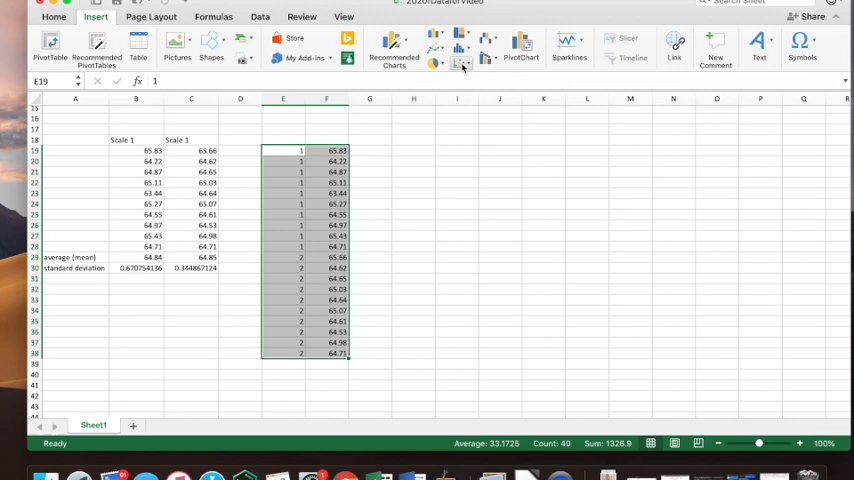 2020fDataforVideo
Search Sheet
Home Insert Page Layout Formulas Data Review View Share
PivotTable Recommended PivotTables Table Pictures Shapes Store My Add-ins Recommended Charts PivotChart Sparklines Slicer Timeline Link New Comment Text Symbols
E19 fx 1
A B C D E F G H I J K L M N O P Q R
15
16
17
18 Scale 1 Scale 1
19 65.83 65.66 1 65.83
20 64.22 64.62 1 64.22
21 64.87 64.65 1 64.87
22 65.11 65.03 1 65.11
23 63.44 64.64 1 63.44
24 65.27 65.07 1 65.27
25 64.55 64.61 1 64.55
26 64.97 64.53 1 64.97
27 65.43 64.98 1 65.43
28 64.71 64.71 1 64.71
29 average (mean) 64.84 64.85 2 65.66
30 standard deviation 0.670754136 0.344867124 2 64.62
31 2 64.65
32 2 65.03
33 2 64.64
34 2 65.07
35 2 64.61
36 2 64.53
37 2 64.98
38 2 64.71
39
40
41
42
43
44
Sheet1 +
Ready Average: 33.1725 Count: 40 Sum: 1326.9 100%